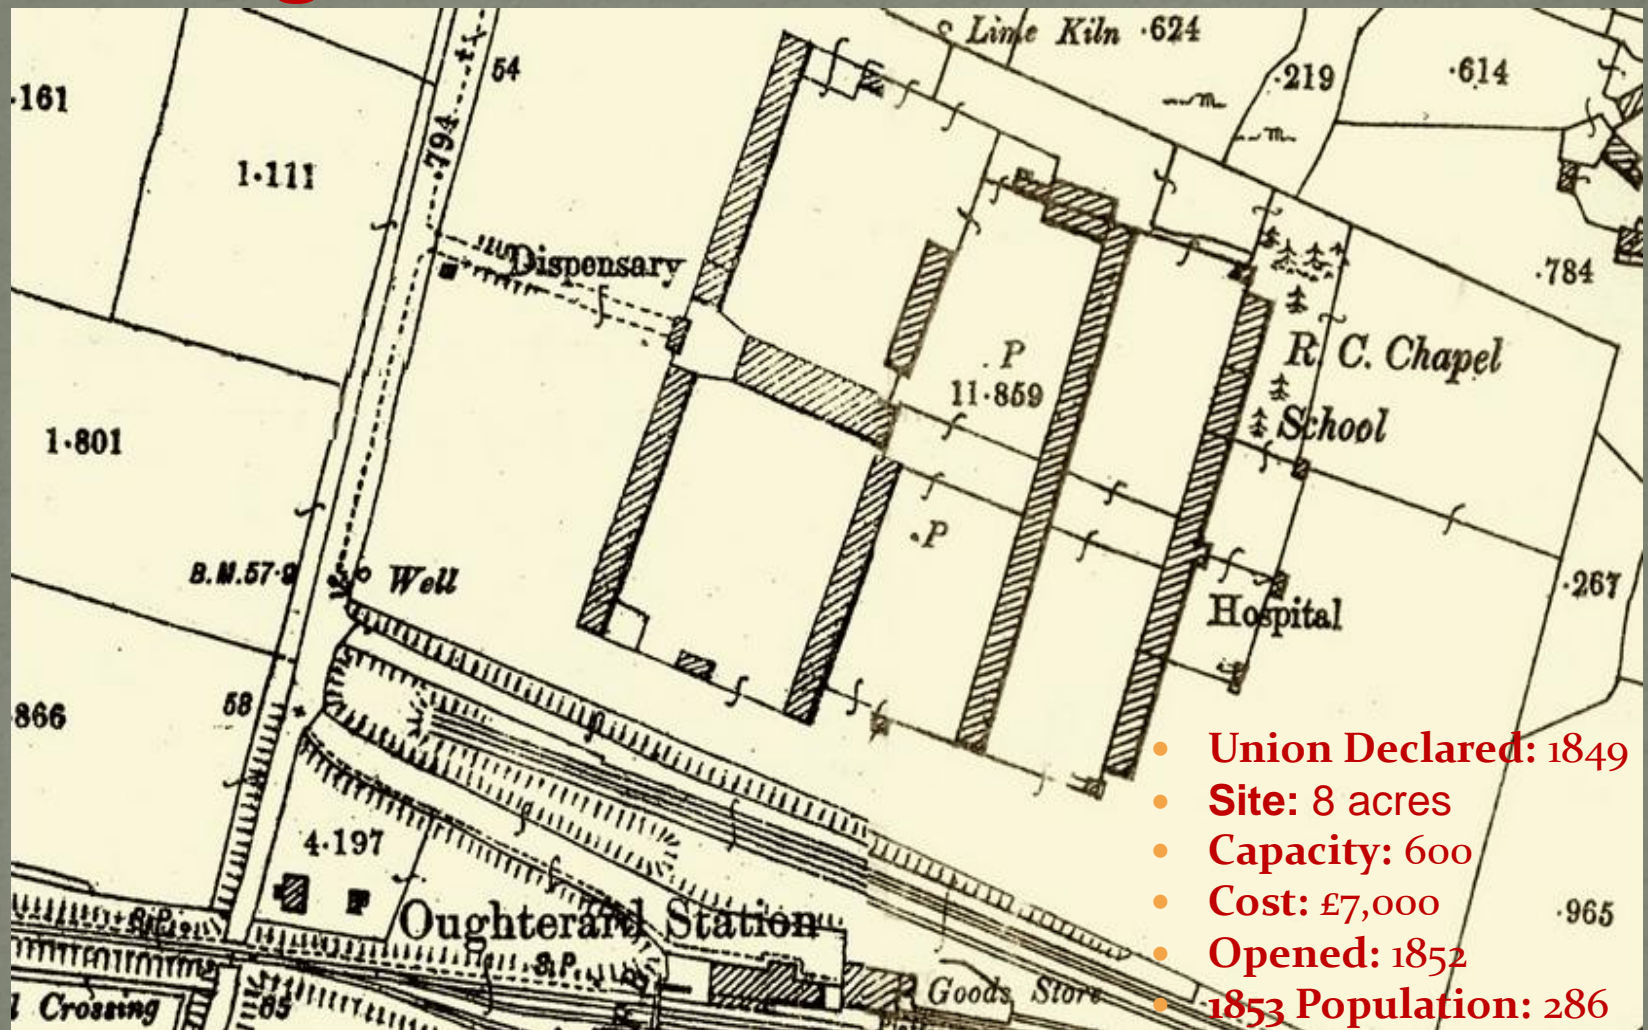 Lime Kiln ·624
54
·219
·614
·161
·794
1·111
Dispensary
·784
P
11·859
R. C. Chapel
School
1·801
·P
B.M.57·9
Well
·267
Hospital
58
866
• Union Declared: 1849
• Site: 8 acres
• Capacity: 600
4·197
• Cost: £7,000
Oughterard Station
·965
S.P.
• Opened: 1852
S.P.
Goods Store
• 1853 Population: 286
Crossing
65